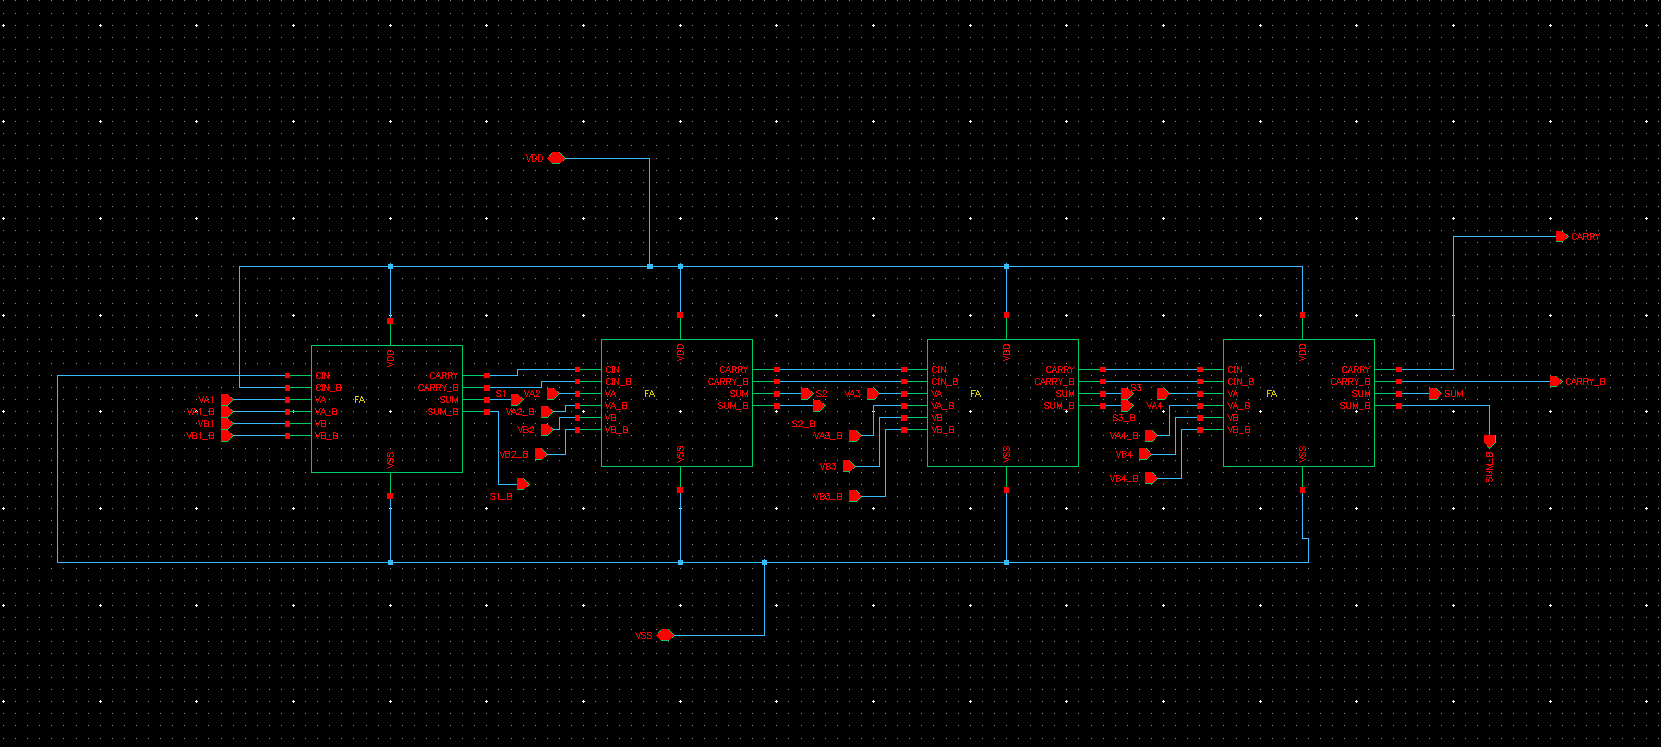 VDD
CARRY
VDD
VDD
VDD
VDD
CIN
CIN_B
VA
VA_B
VB
VB_B
FA
CARRY
CARRY_B
SUM
SUM_B
VSS
VA1
VA1_B
VB1
VB1_B
S1
S1_B
VA2
VA2_B
VB2
VB2_B
CIN
CIN_B
VA
VA_B
VB
VB_B
FA
CARRY
CARRY_B
SUM
SUM_B
VSS
S2
S2_B
VA3
VA3_B
VB3
VB3_B
CIN
CIN_B
VA
VA_B
VB
VB_B
FA
CARRY
CARRY_B
SUM
SUM_B
VSS
S3
S3_B
VA4
VA4_B
VB4
VB4_B
CIN
CIN_B
VA
VA_B
VB
VB_B
FA
CARRY
CARRY_B
SUM
SUM_B
VSS
CARRY_B
SUM
SUM_B
VSS